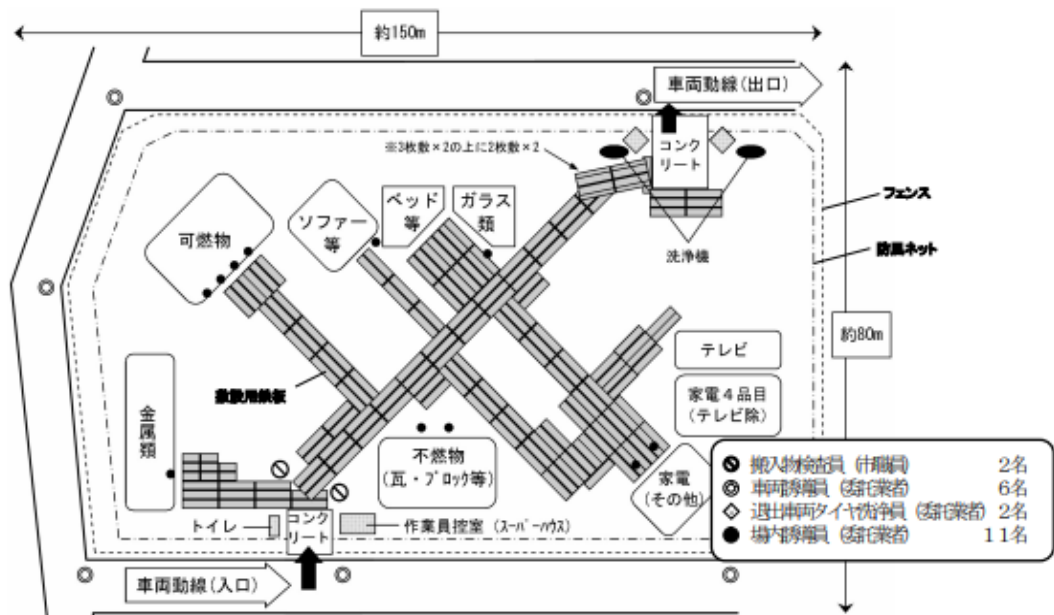 約150m
車両動線(出口)
コンク
リート
※3枚敷×2の上に2枚敷×2
フェンス
防風ネット
洗浄機
ベッド
等
ガラス
類
ソファー
等
可燃物
約80m
テレビ
家電4品目
(テレビ除)
敷設用鉄板
金属類
不燃物
(瓦・ブロック等)
家電
(その他)
搬入物検査員 (市職員) 2名
車両誘導員 (委託業者) 6名
退出車両タイヤ洗浄員 (委託業者) 2名
場内誘導員 (委託業者) 11名
トイレ
コンク
リート
作業員控室 (スーパーハウス)
車両動線(入口)